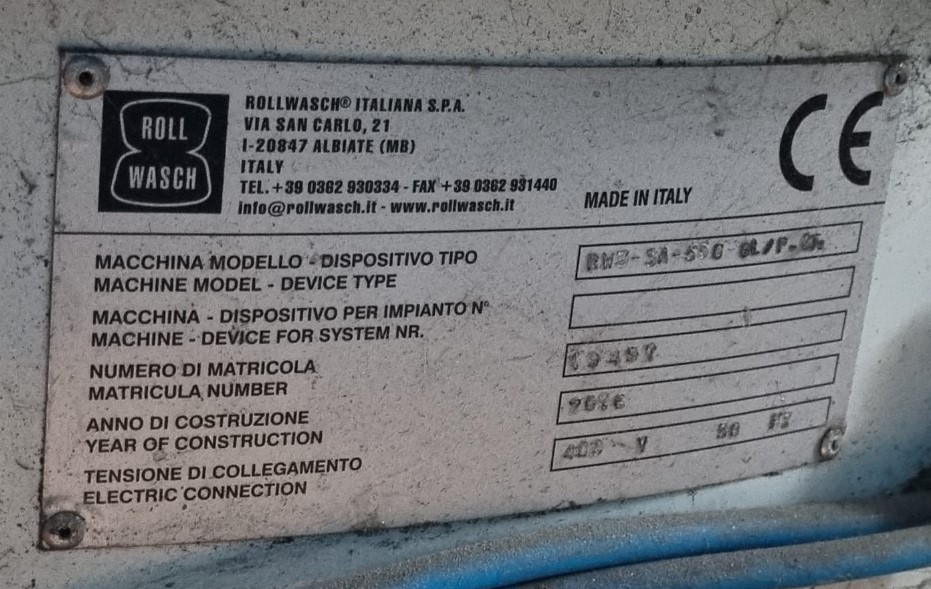 ROLL
WASCH
ROLLWASCH® ITALIANA S.P.A.
VIA SAN CARLO, 21
I-20847 ALBIATE (MB)
ITALY
TEL. +39 0362 930334 - FAX +39 0362 931440
info@rollwasch.it - www.rollwasch.it
MADE IN ITALY
CE
MACCHINA MODELLO - DISPOSITIVO TIPO
MACHINE MODEL - DEVICE TYPE
MACCHINA - DISPOSITIVO PER IMPIANTO N°
MACHINE - DEVICE FOR SYSTEM NR.
NUMERO DI MATRICOLA
MATRICULA NUMBER
ANNO DI COSTRUZIONE
YEAR OF CONSTRUCTION
TENSIONE DI COLLEGAMENTO
ELECTRIC CONNECTION
V 50